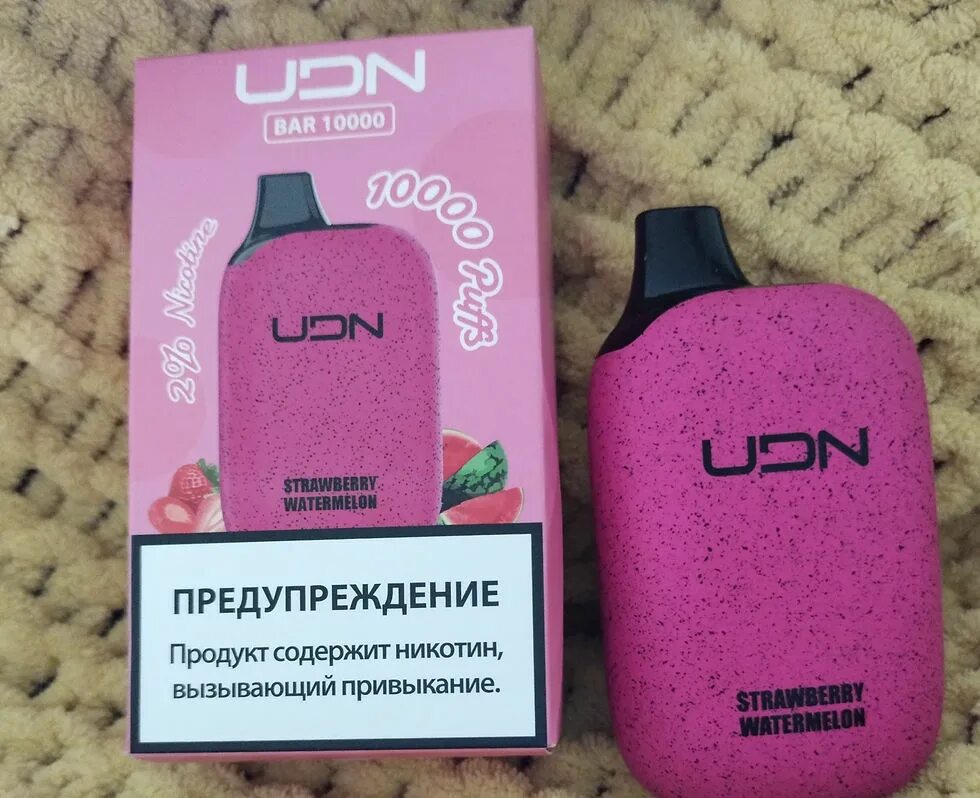 UDN
BAR 10000
10000 Puffs
2% Nicotine
UDN
STRAWBERRY
WATERMELON
ПРЕДУПРЕЖДЕНИЕ
Продукт содержит никотин,
вызывающий привыкание.
UDN
STRAWBERRY
WATERMELON